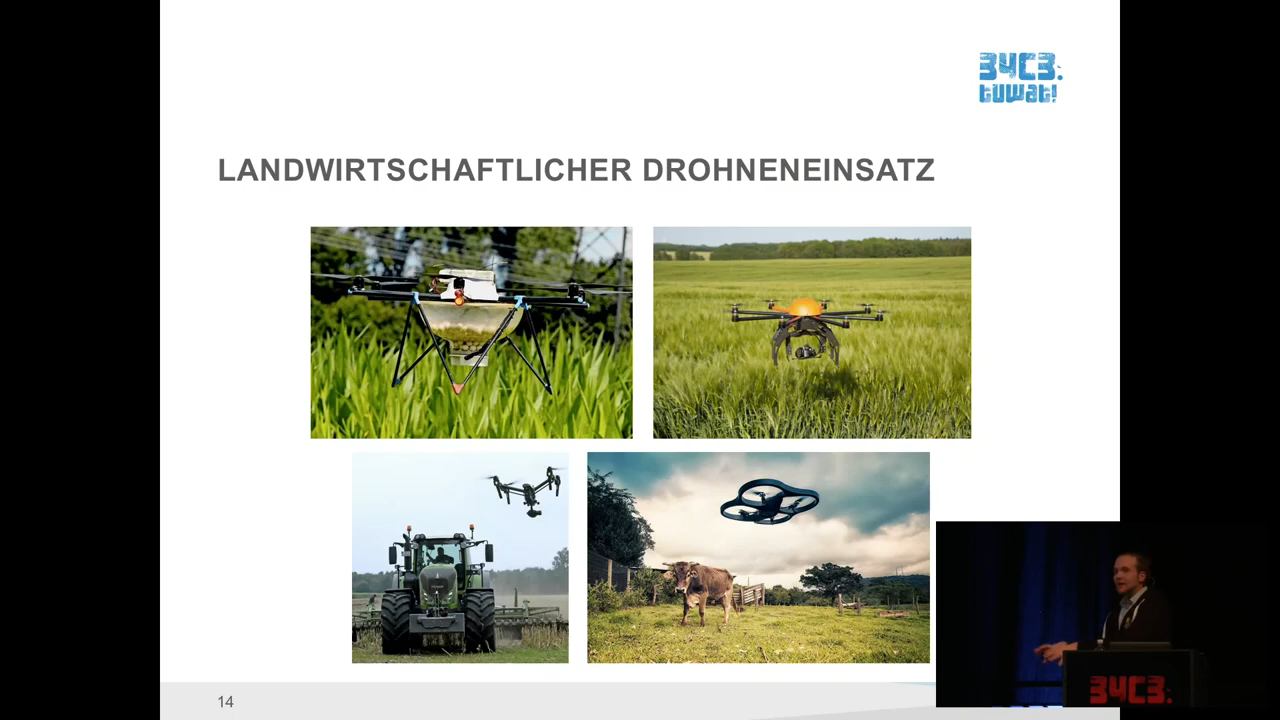 34C3.
tuwat!
LANDWIRTSCHAFTLICHER DROHNENEINSATZ
14
34C3.